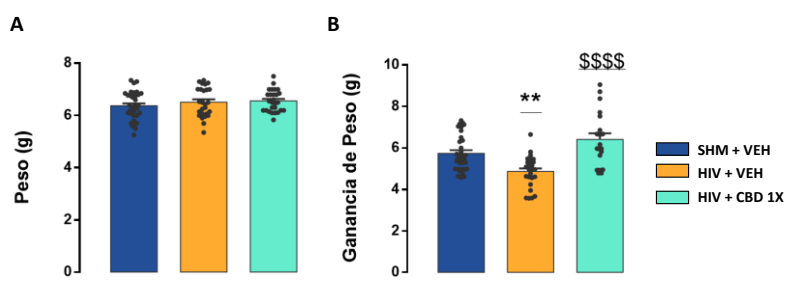 A
B
Peso (g)
8
6
4
2
0
Ganancia de Peso (g)
10
8
6
4
2
0
**
$$$$
SHM + VEH
HIV + VEH
HIV + CBD 1X